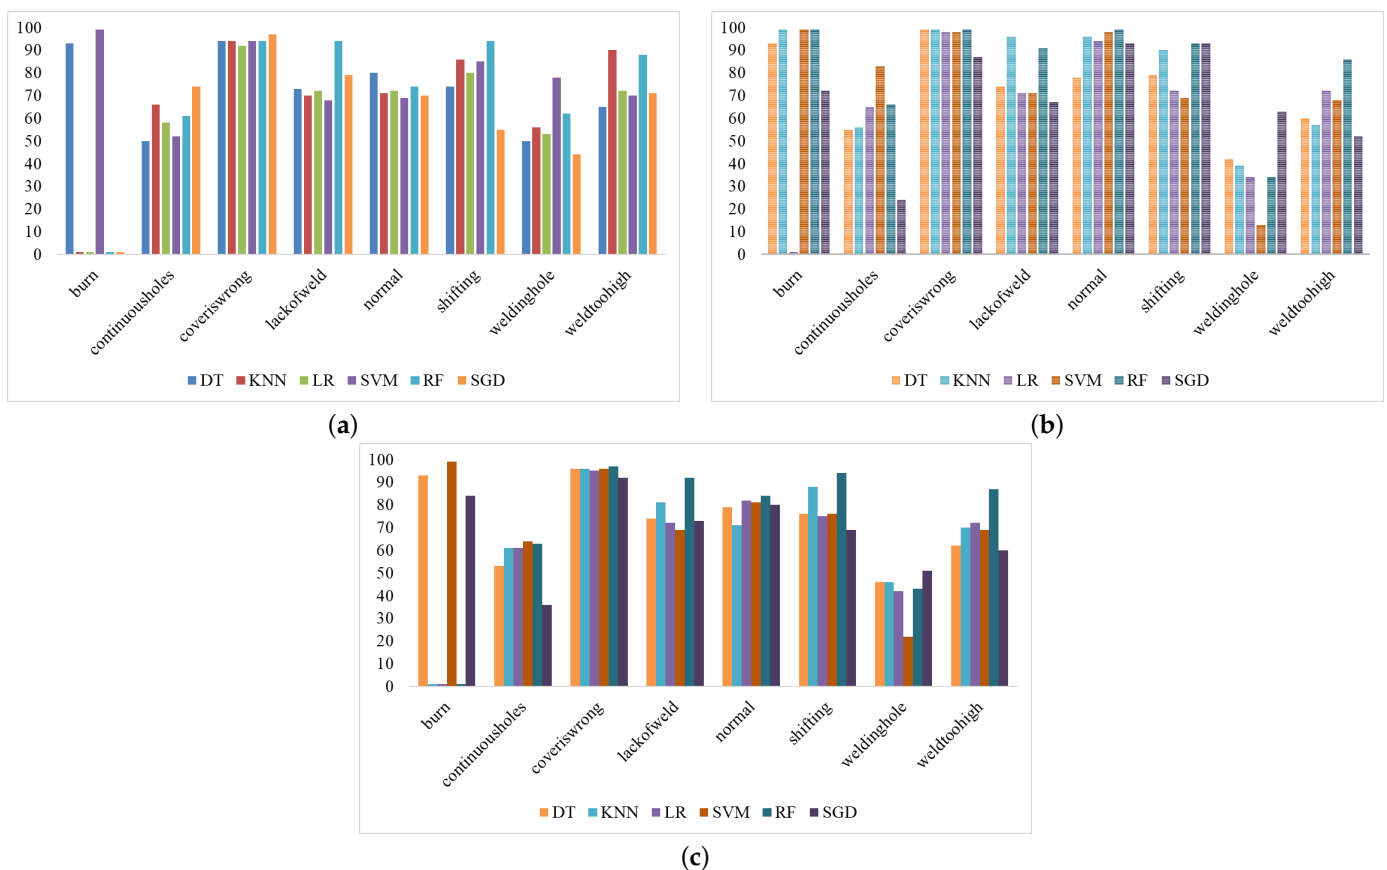 100
90
80
70
60
50
40
30
20
10
0
burn
continuousholes
coveriswrong
lackofweld
normal
shifting
weldinghole
weldtoohigh
DT KNN LR SVM RF SGD
(a)
100
90
80
70
60
50
40
30
20
10
0
burn
continuousholes
coveriswrong
lackofweld
normal
shifting
weldinghole
weldtoohigh
DT KNN LR SVM RF SGD
(b)
100
90
80
70
60
50
40
30
20
10
0
burn
continuousholes
coveriswrong
lackofweld
normal
shifting
weldinghole
weldtoohigh
DT KNN LR SVM RF SGD
(c)